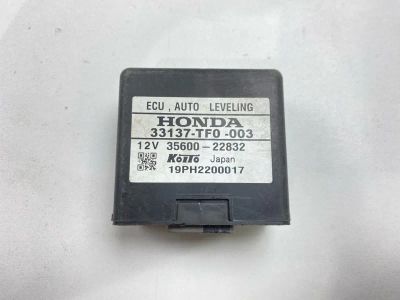 ECU , AUTO LEVELING
HONDA
33137-TF0 -003
12V 35600-22832
KOITO Japan
19PH2200017